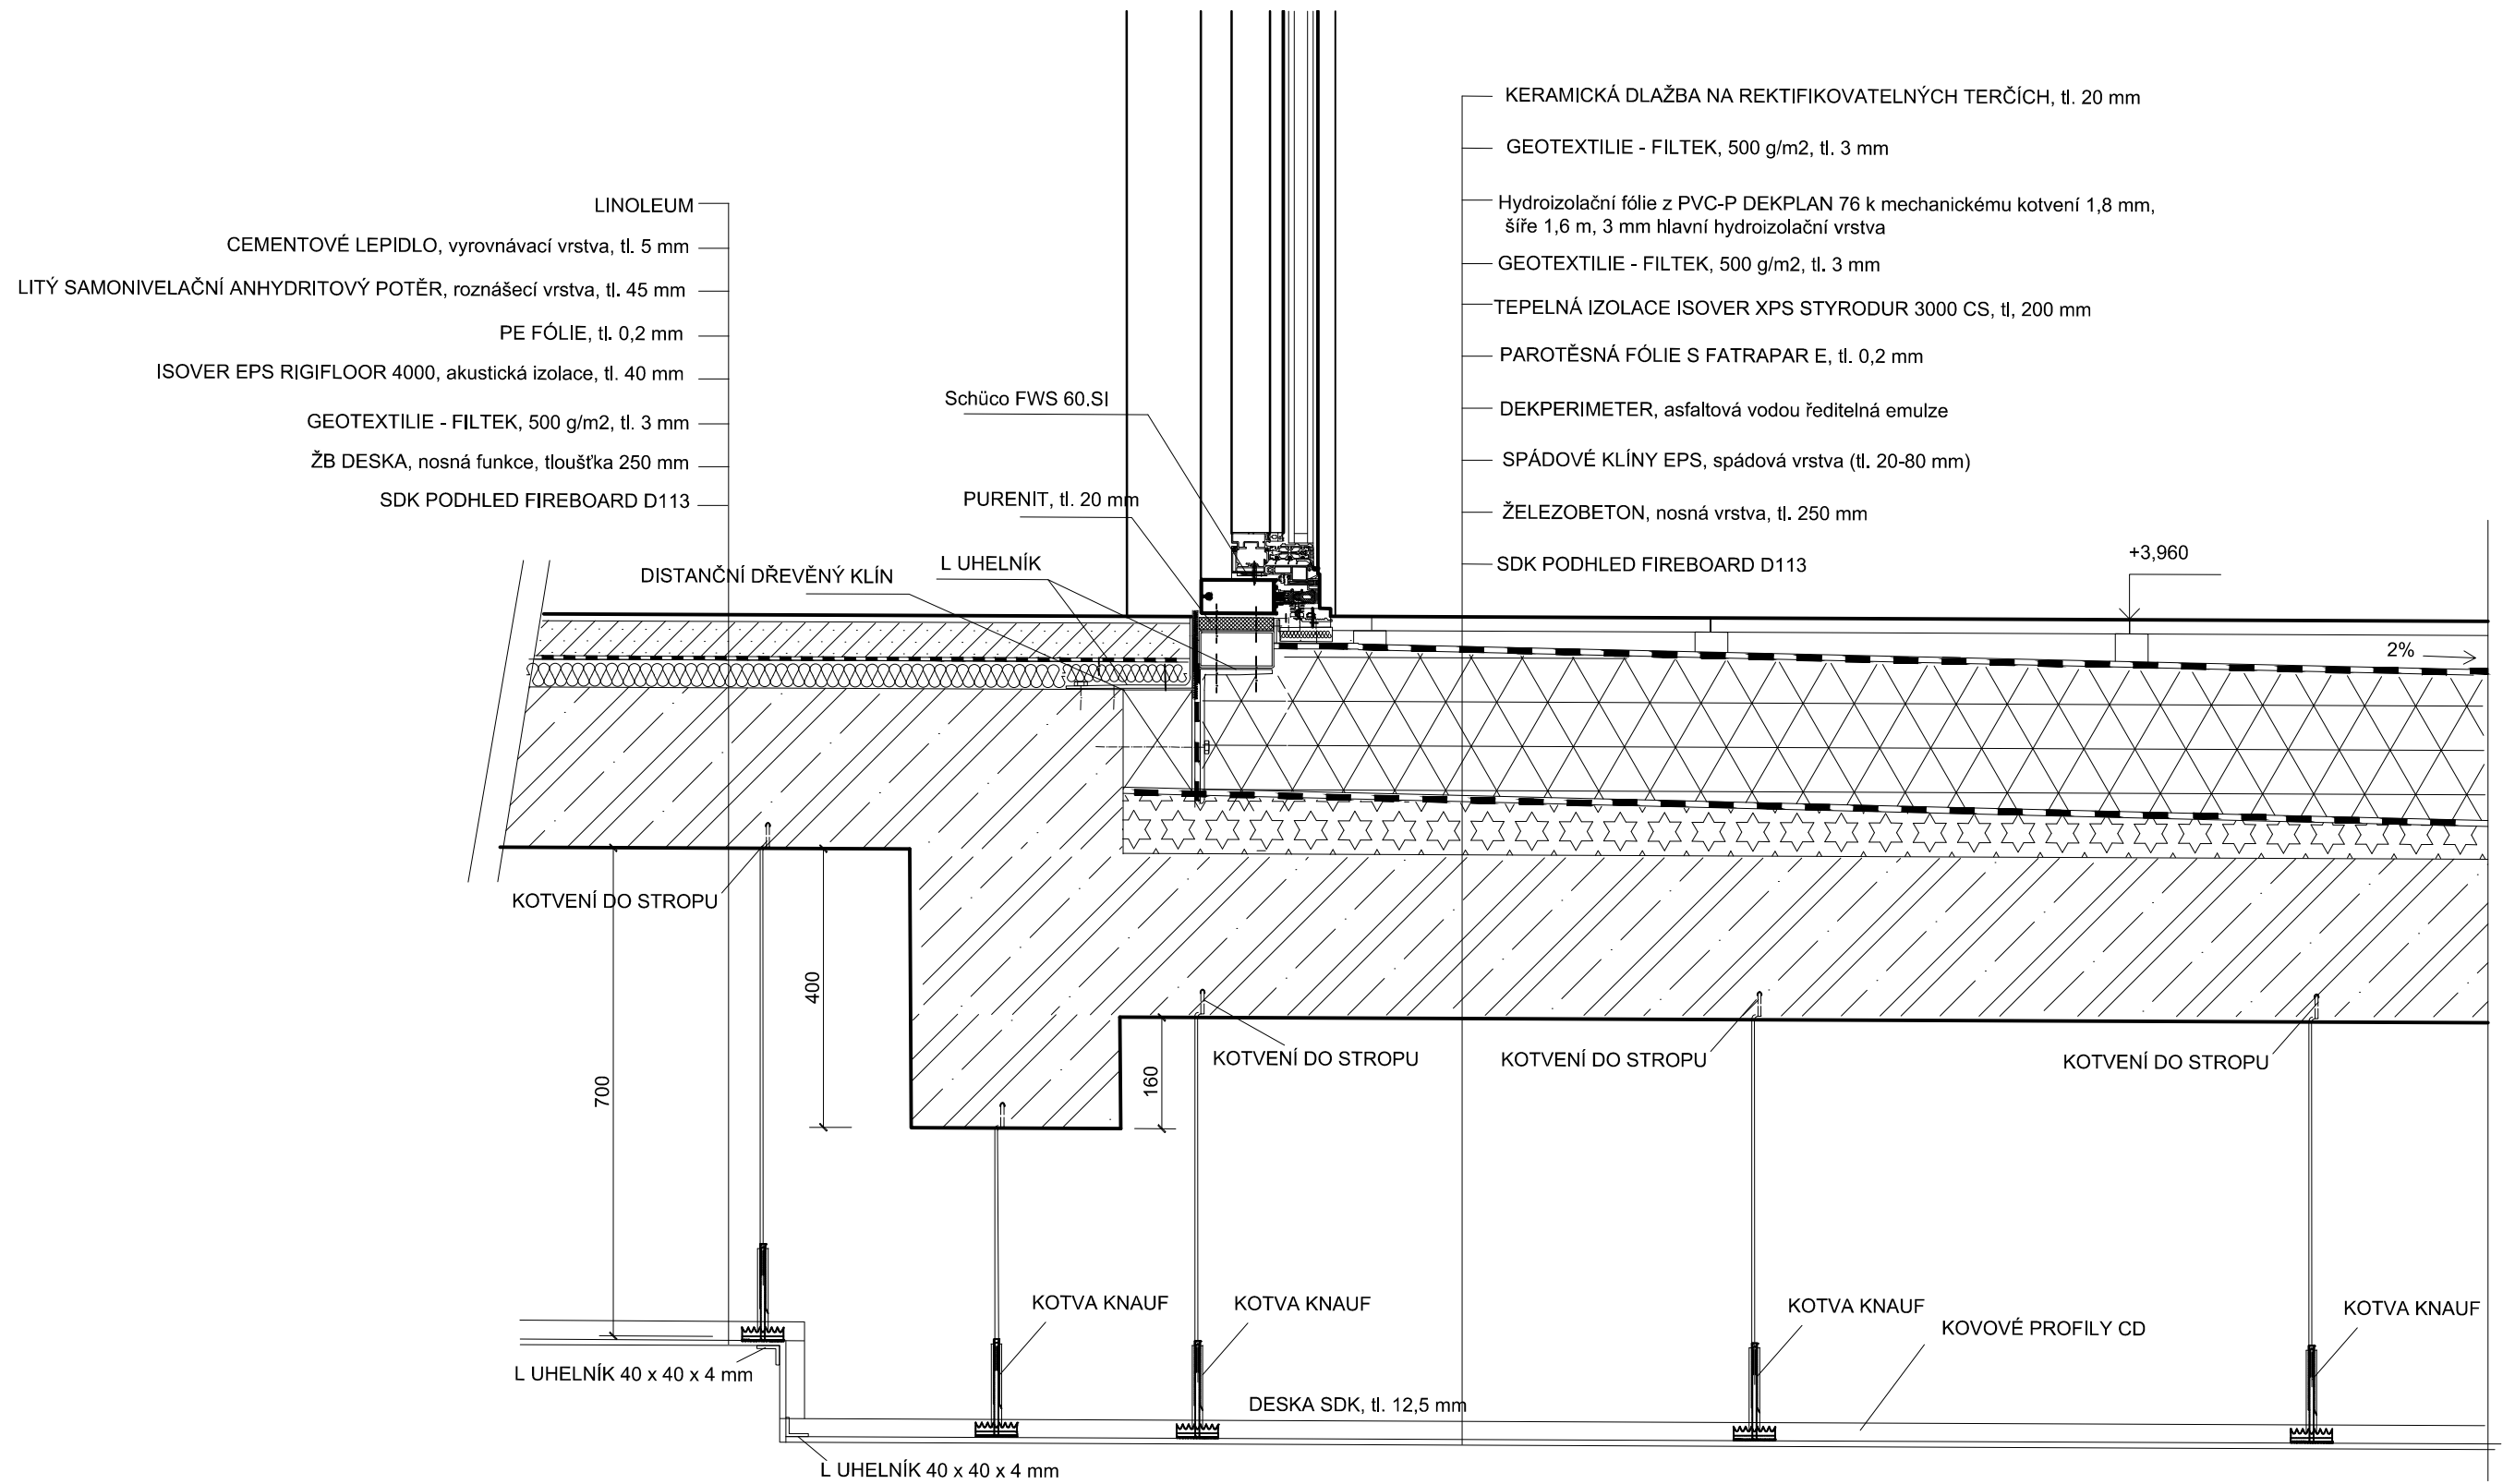 KERAMICKÁ DLAŽBA NA REKTIFIKOVATELNÝCH TERČÍCH, tl. 20 mm
GEOTEXTILIE - FILTEK, 500 g/m2, tl. 3 mm
Hydroizolační fólie z PVC-P DEKPLAN 76 k mechanickému kotvení 1,8 mm,
šíře 1,6 m, 3 mm hlavní hydroizolační vrstva
GEOTEXTILIE - FILTEK, 500 g/m2, tl. 3 mm
TEPELNÁ IZOLACE ISOVER XPS STYRODUR 3000 CS, tl, 200 mm
PAROTĚSNÁ FÓLIE S FATRAPAR E, tl. 0,2 mm
DEKPERIMETER, asfaltová vodou ředitelná emulze
SPÁDOVÉ KLÍNY EPS, spádová vrstva (tl. 20-80 mm)
ŽELEZOBETON, nosná vrstva, tl. 250 mm
SDK PODHLED FIREBOARD D113
LINOLEUM
CEMENTOVÉ LEPIDLO, vyrovnávací vrstva, tl. 5 mm
LITÝ SAMONIVELAČNÍ ANHYDRITOVÝ POTĚR, roznášecí vrstva, tl. 45 mm
PE FÓLIE, tl. 0,2 mm
ISOVER EPS RIGIFLOOR 4000, akustická izolace, tl. 40 mm
GEOTEXTILIE - FILTEK, 500 g/m2, tl. 3 mm
ŽB DESKA, nosná funkce, tloušťka 250 mm
SDK PODHLED FIREBOARD D113
Schüco FWS 60.SI
PURENIT, tl. 20 mm
L UHELNÍK
DISTANČNÍ DŘEVĚNÝ KLÍN
+3,960
2%
KOTVENÍ DO STROPU
400
700
160
KOTVENÍ DO STROPU
KOTVENÍ DO STROPU
KOTVENÍ DO STROPU
KOTVA KNAUF
KOTVA KNAUF
KOTVA KNAUF
KOTVA KNAUF
KOVOVÉ PROFILY CD
L UHELNÍK 40 x 40 x 4 mm
DESKA SDK, tl. 12,5 mm
L UHELNÍK 40 x 40 x 4 mm